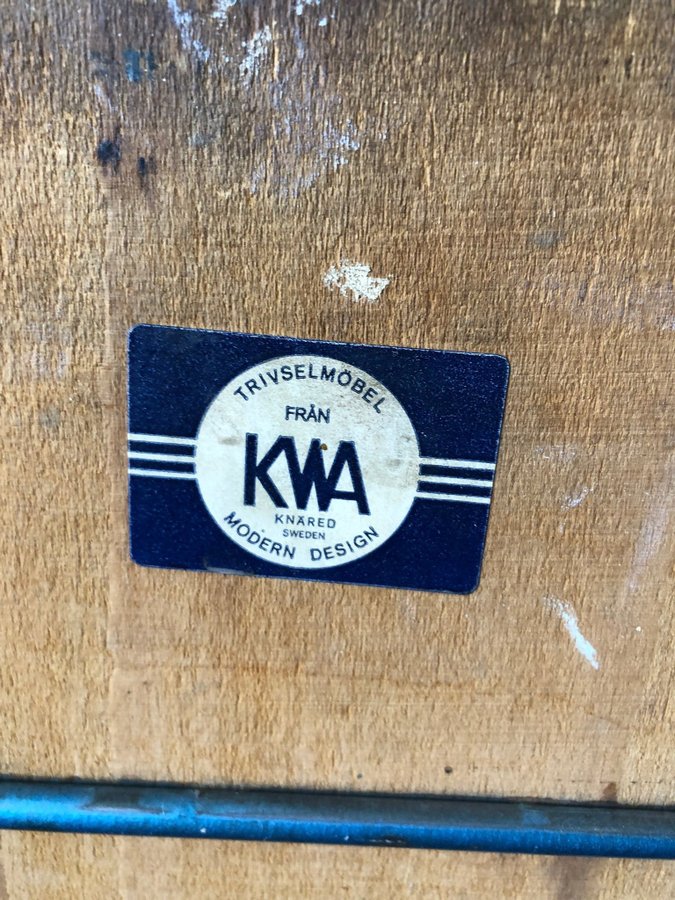 TRIVSELMÖBEL
FRÅN
KWA
KNÄRED
SWEDEN
MODERN DESIGN